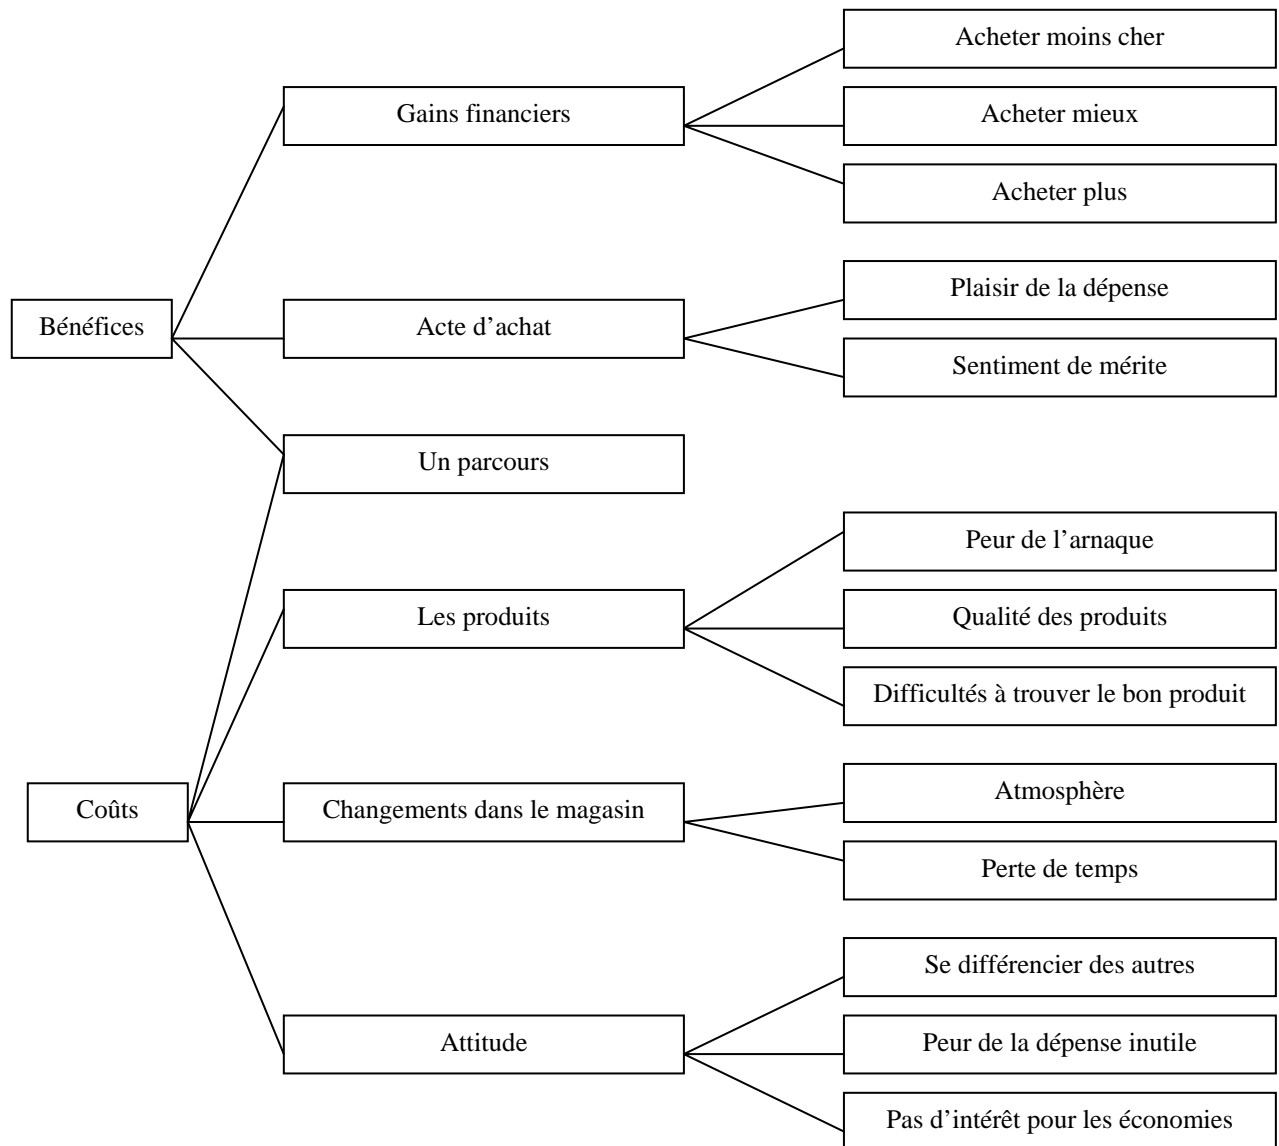 Acheter moins cher
Gains financiers
Acheter mieux
Acheter plus
Plaisir de la dépense
Bénéfices
Acte d’achat
Sentiment de mérite
Un parcours
Peur de l’arnaque
Les produits
Qualité des produits
Difficultés à trouver le bon produit
Atmosphère
Coûts
Changements dans le magasin
Perte de temps
Se différencier des autres
Attitude
Peur de la dépense inutile
Pas d’intérêt pour les économies